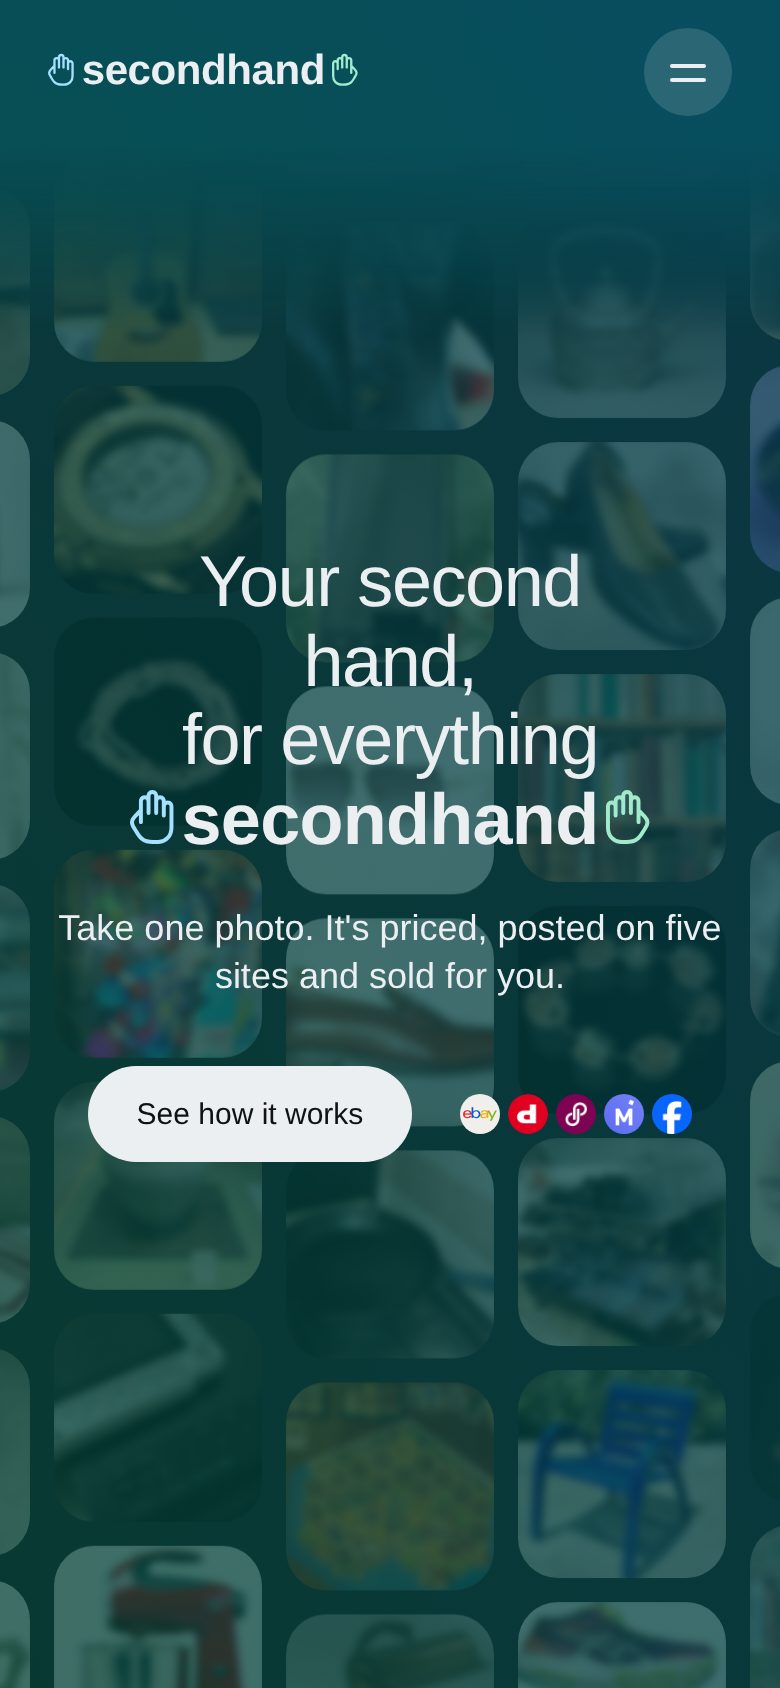 secondhand
Your second
hand,
for everything
secondhand
Take one photo. It's priced, posted on five
sites and sold for you.
See how it works
ebay